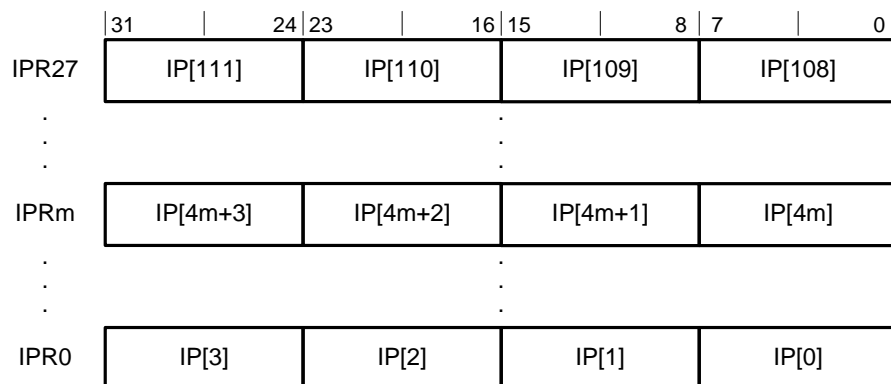 31 24 23 16 15 8 7 0
IPR27 IP[111] IP[110] IP[109] IP[108]
. .
. .
. .
IPRm IP[4m+3] IP[4m+2] IP[4m+1] IP[4m]
. .
. .
. .
IPR0 IP[3] IP[2] IP[1] IP[0]